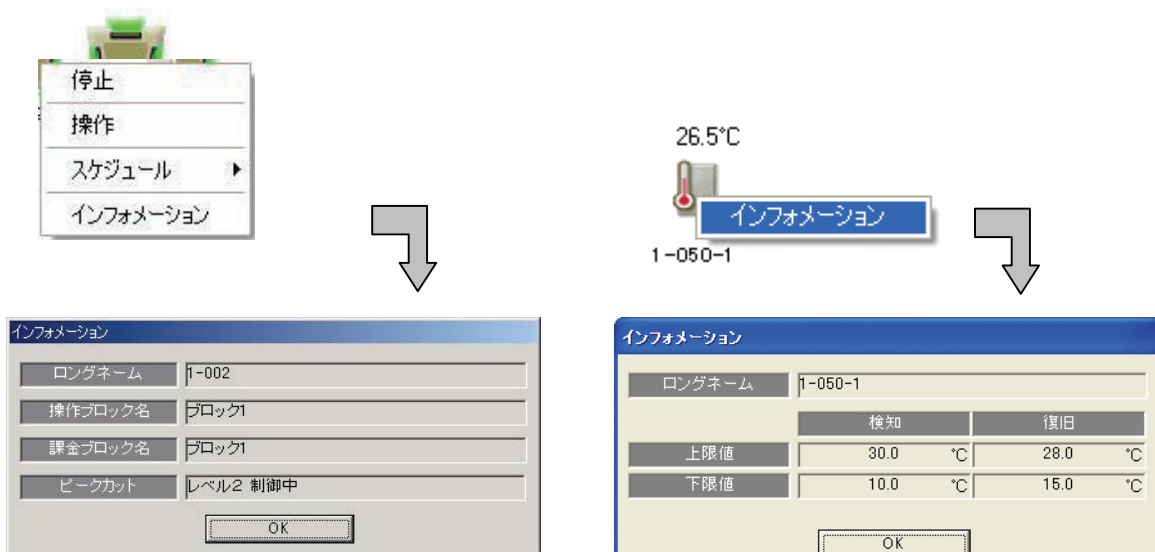 停止
操作
スケジュール
インフォメーション
26.5℃
インフォメーション
1-050-1
インフォメーション
ロングネーム 1-002
操作ブロック名 ブロック1
課金ブロック名 ブロック1
ピークカット レベル2 制御中
OK
インフォメーション
ロングネーム 1-050-1
検知 復旧
上限値 30.0 ℃ 28.0 ℃
下限値 10.0 ℃ 15.0 ℃
OK